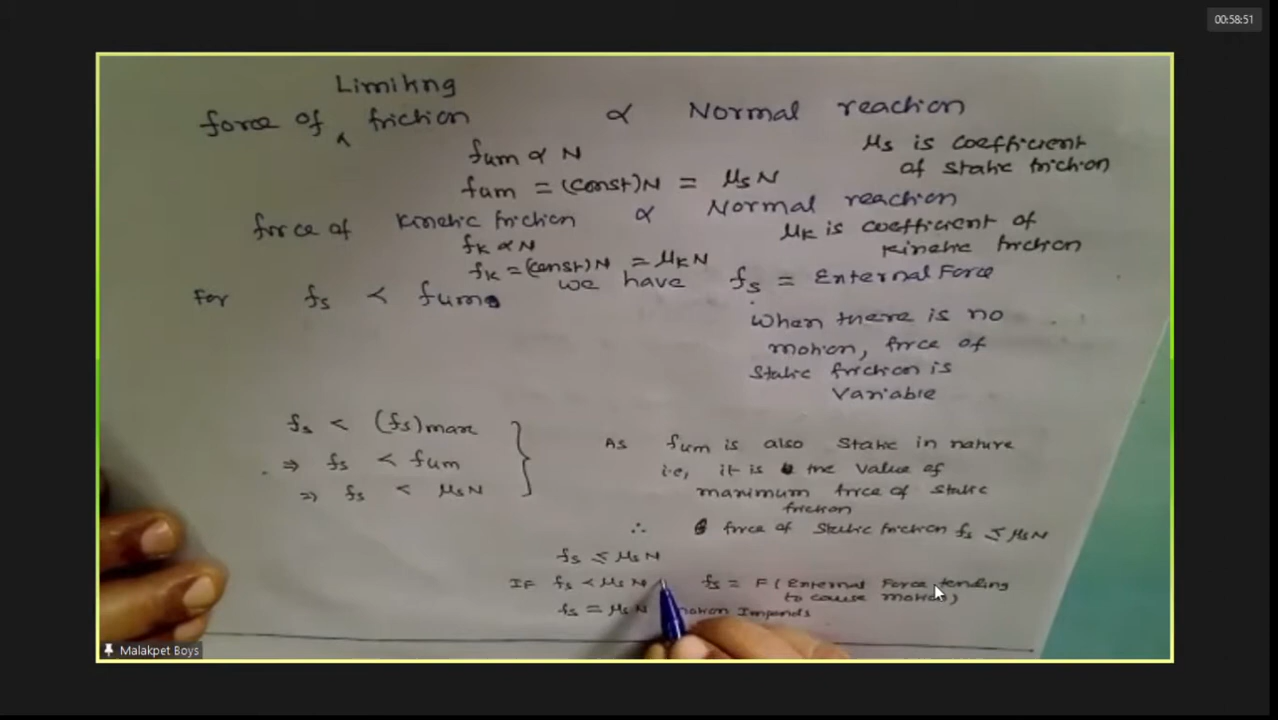 00:58:51
Limiting
force of ^ friction ∝ Normal reaction
flim ∝ N
μs is coefficient
of static friction
flim = (const)N = μsN
force of Kinetic friction ∝ Normal reaction
μK is coefficient of
Kinetic friction
fK ∝ N
fK = (const)N = μKN
For fs < flim, we have fs = External Force
When there is no
motion, force of
static friction is
Variable
fs < (fs)max
⇒ fs < flim
⇒ fs < μsN
As flim is also Static in nature
i.e, it is the value of
maximum force of static
friction
∴ force of Static friction fs ≤ μsN
fs ≤ μsN
IF fs < μsN fs = F (External Force tending
to cause motion)
fs = μsN motion Impends
Malakpet Boys